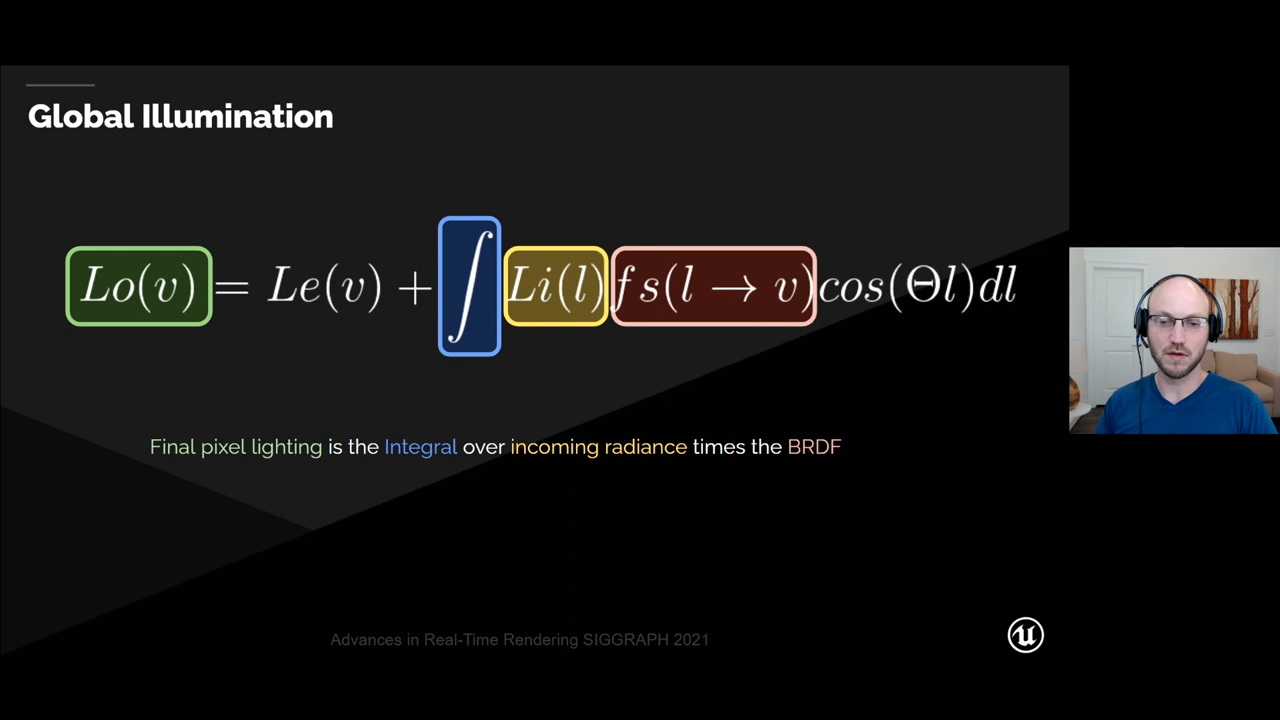 Global Illumination
Lo(v) = Le(v) + ∫ Li(l) fs(l → v) cos(Θl)dl
Final pixel lighting is the Integral over incoming radiance times the BRDF
Advances in Real-Time Rendering SIGGRAPH 2021